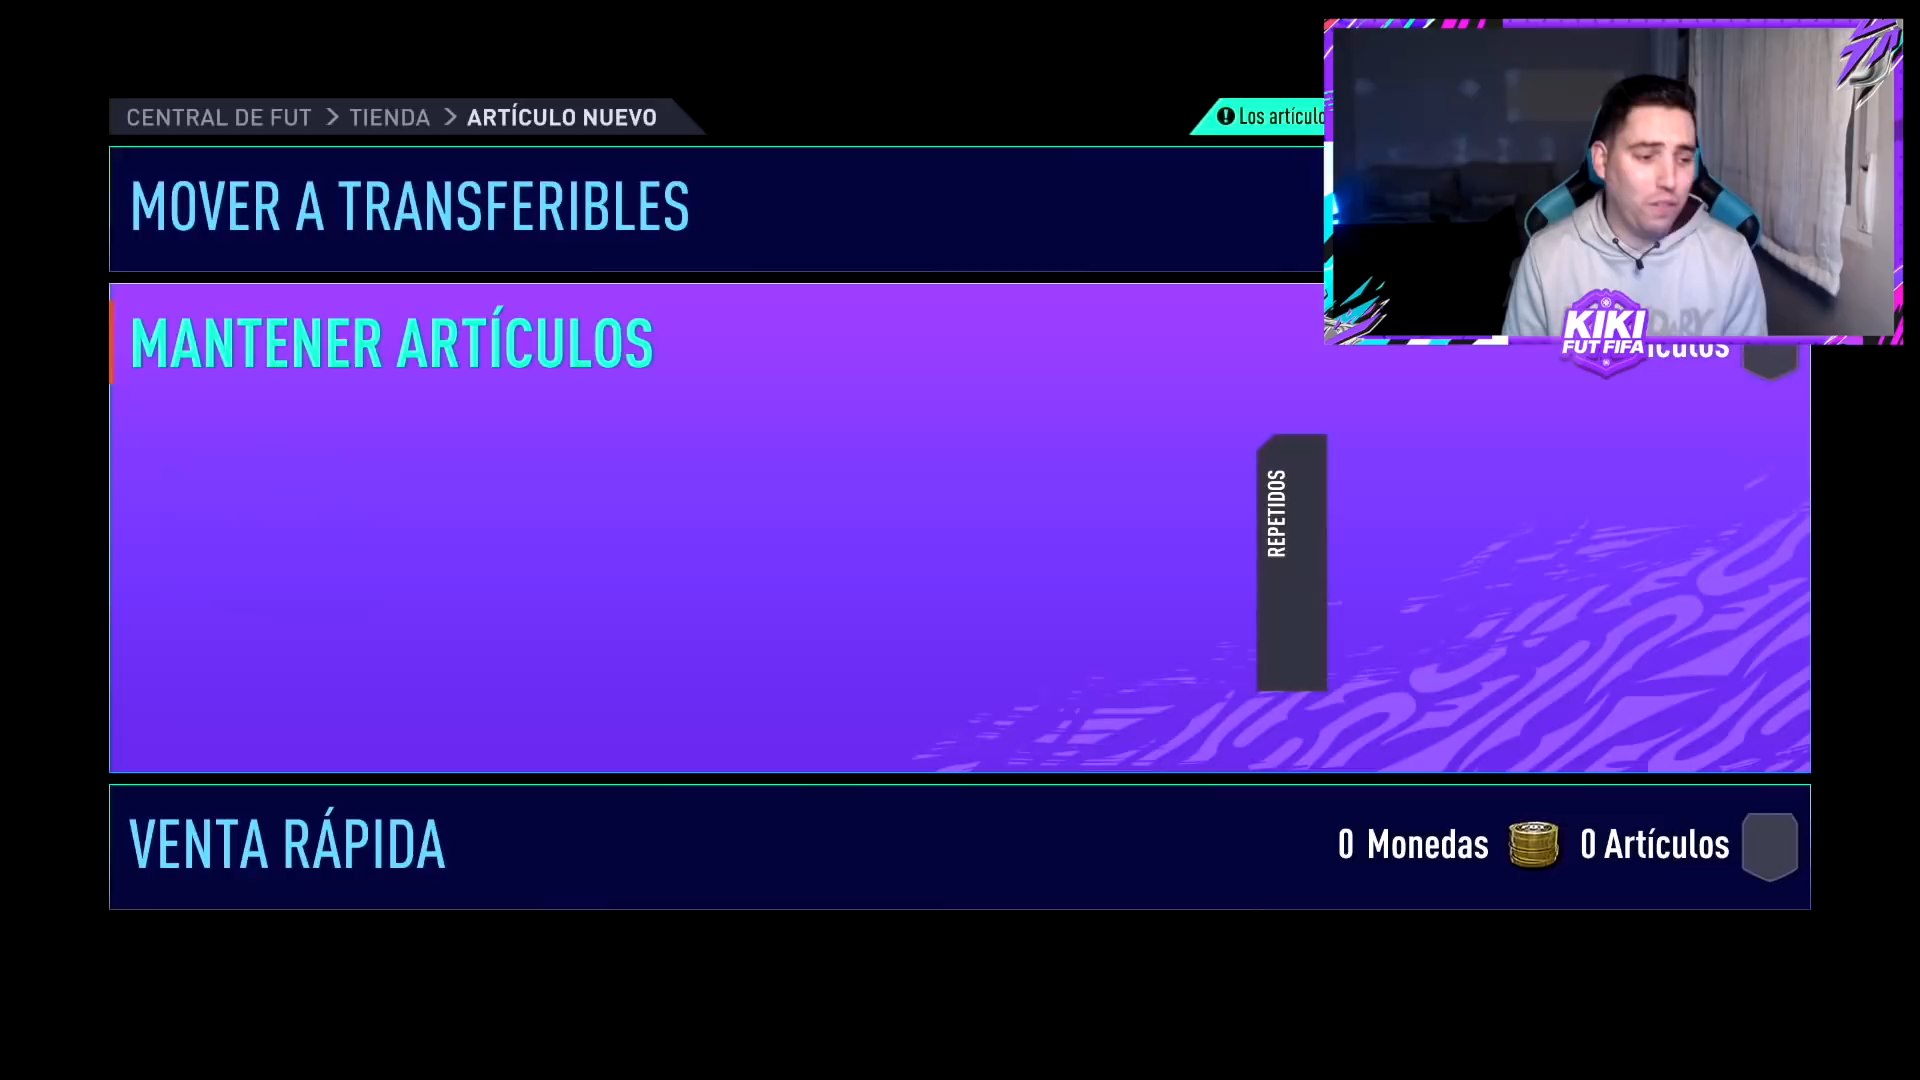 CENTRAL DE FUT > TIENDA > ARTÍCULO NUEVO
Los artículo
MOVER A TRANSFERIBLES
MANTENER ARTÍCULOS
KIKI
FUT FIFA
REPETIDOS
VENTA RÁPIDA
0 Monedas
0 Artículos